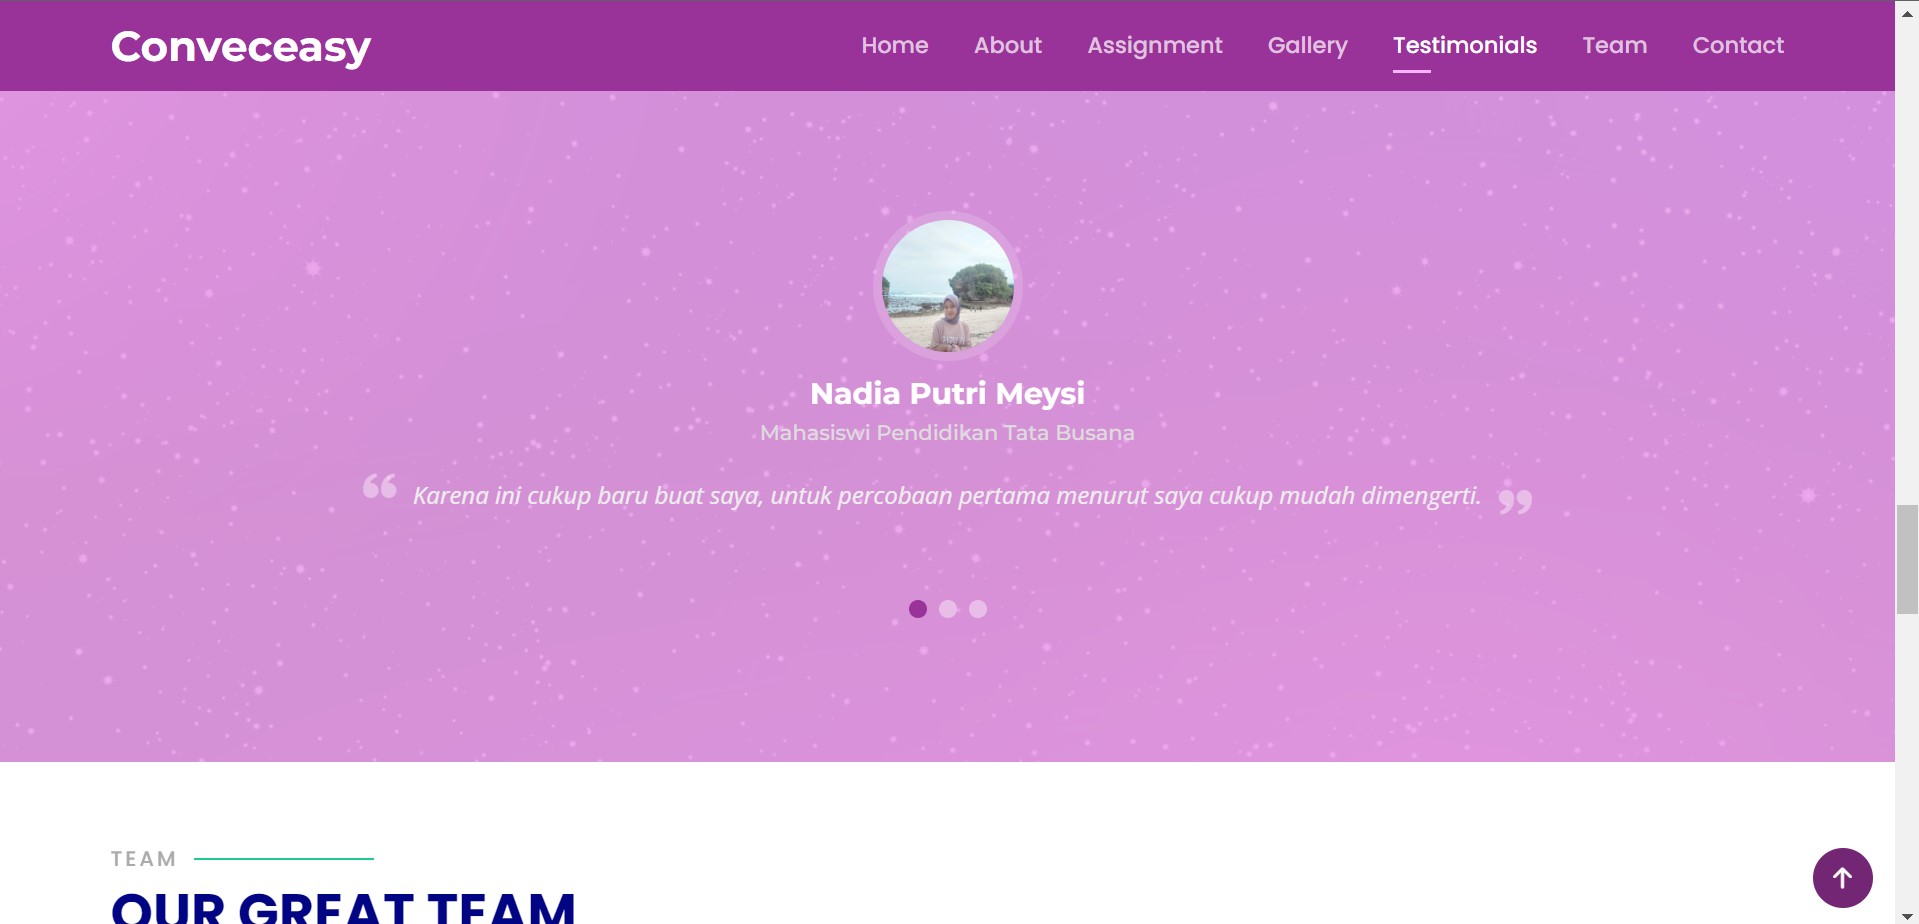 Conveceasy
Home About Assignment Gallery Testimonials Team Contact
Nadia Putri Meysi
Mahasiswi Pendidikan Tata Busana
“ Karena ini cukup baru buat saya, untuk percobaan pertama menurut saya cukup mudah dimengerti. ”
TEAM
OUR GREAT TEAM